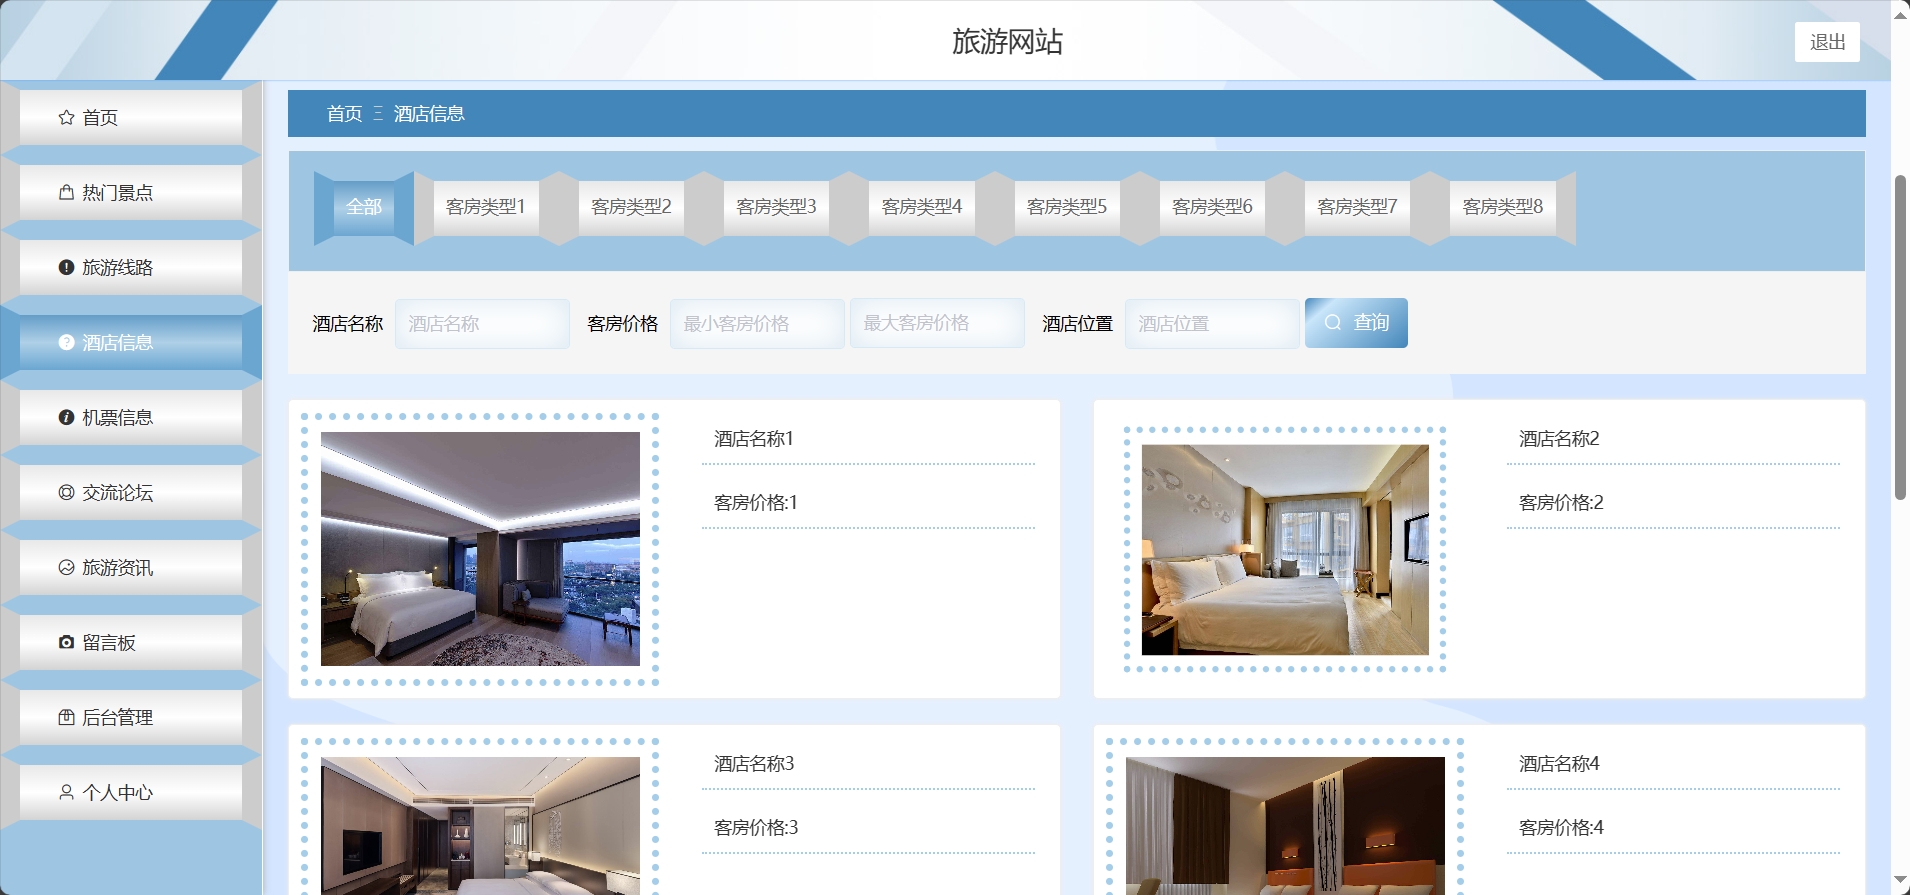 旅游网站
退出
首页
热门景点
旅游线路
酒店信息
机票信息
交流论坛
旅游资讯
留言板
后台管理
个人中心
首页 酒店信息
全部 客房类型1 客房类型2 客房类型3 客房类型4 客房类型5 客房类型6 客房类型7 客房类型8
酒店名称 酒店名称 客房价格 最小客房价格 最大客房价格 酒店位置 酒店位置 查询
酒店名称1
客房价格:1
酒店名称2
客房价格:2
酒店名称3
客房价格:3
酒店名称4
客房价格:4